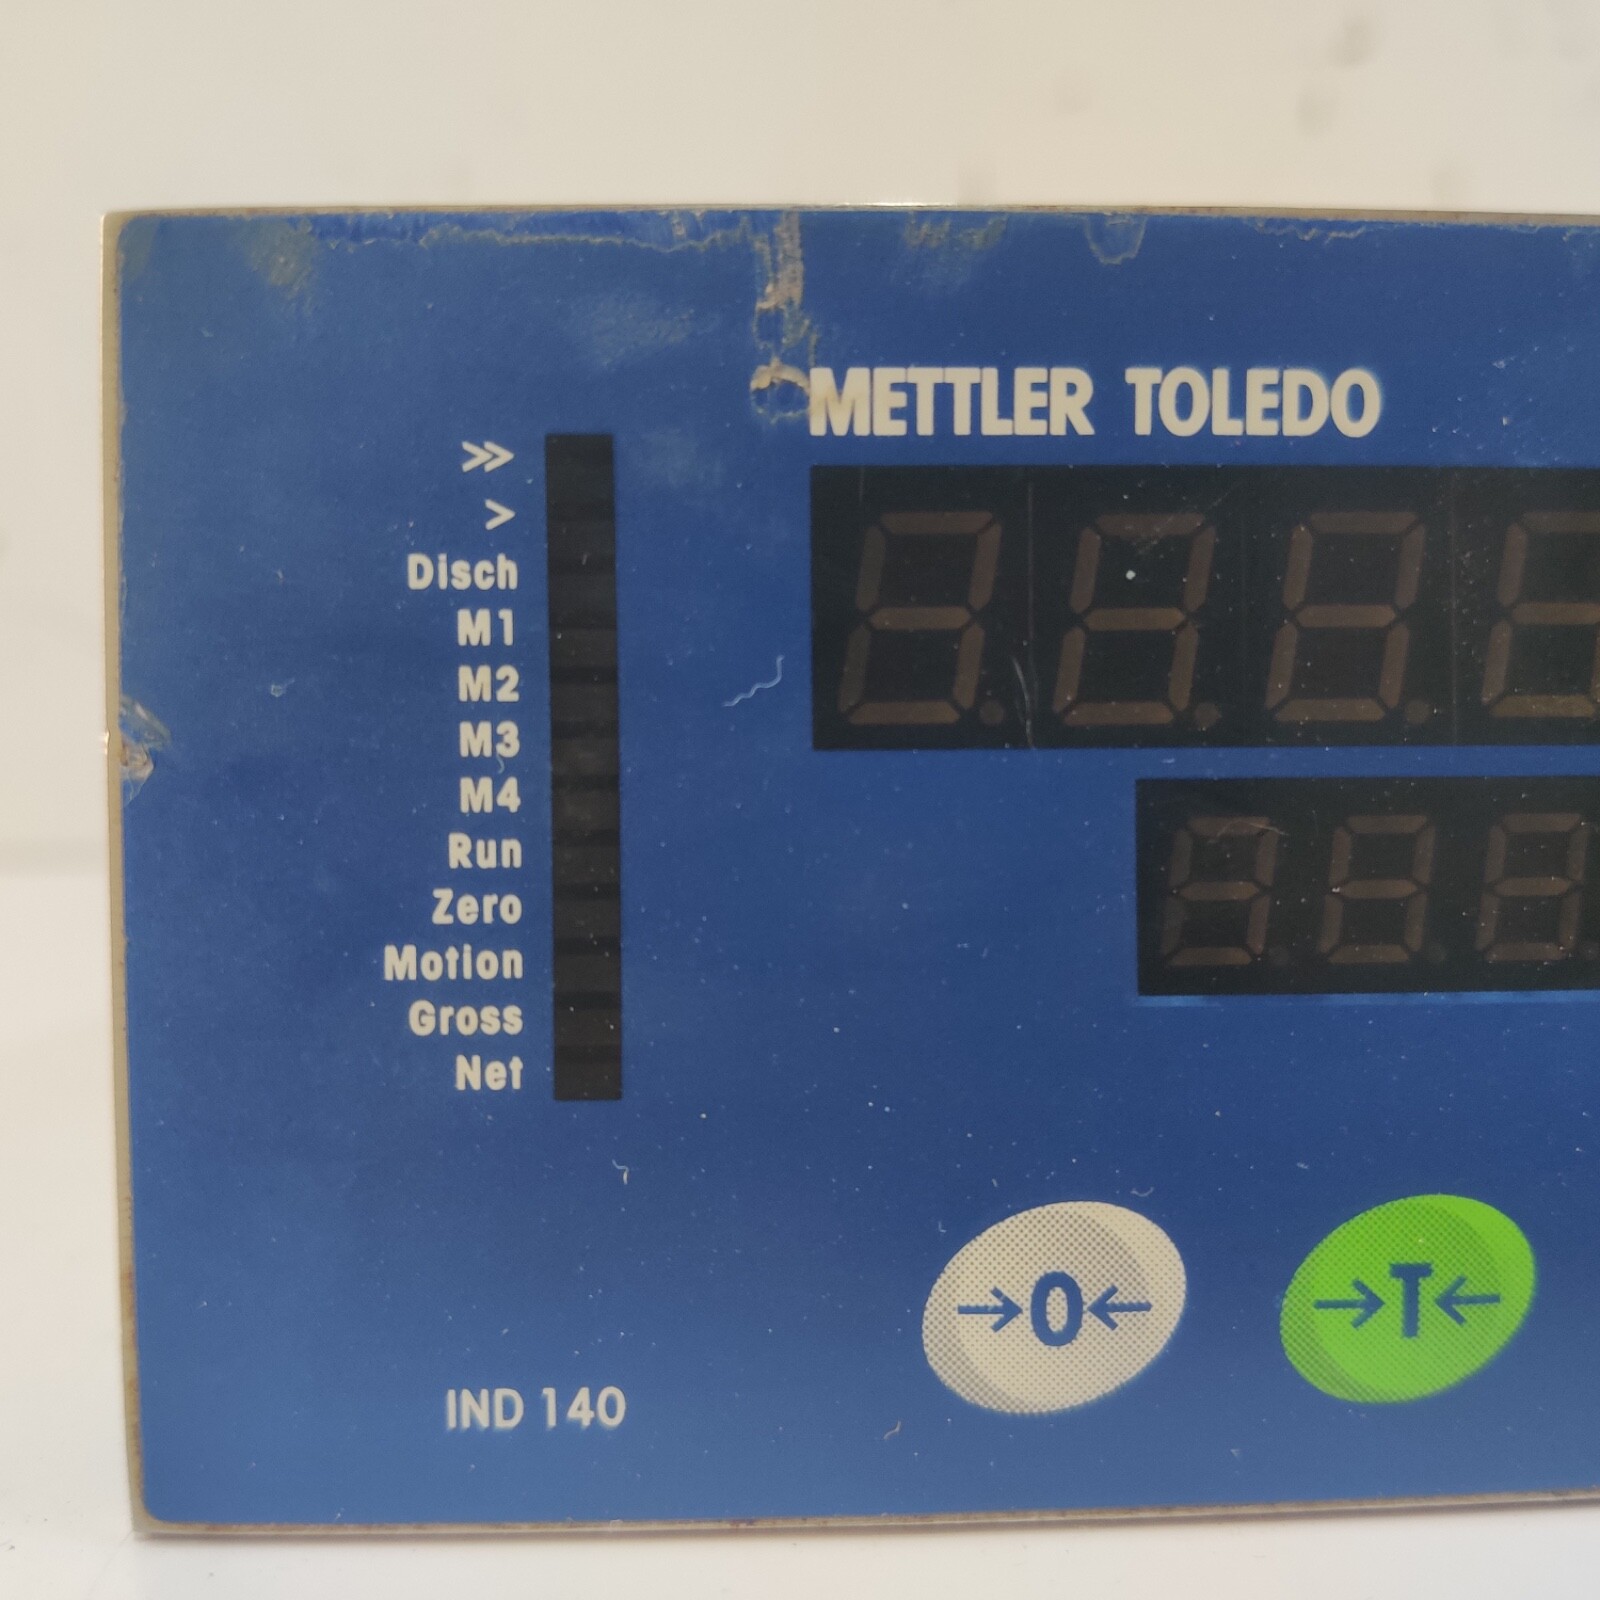 METTLER TOLEDO
>>
>
Disch
M1
M2
M3
M4
Run
Zero
Motion
Gross
Net
→0←
→T←
IND 140